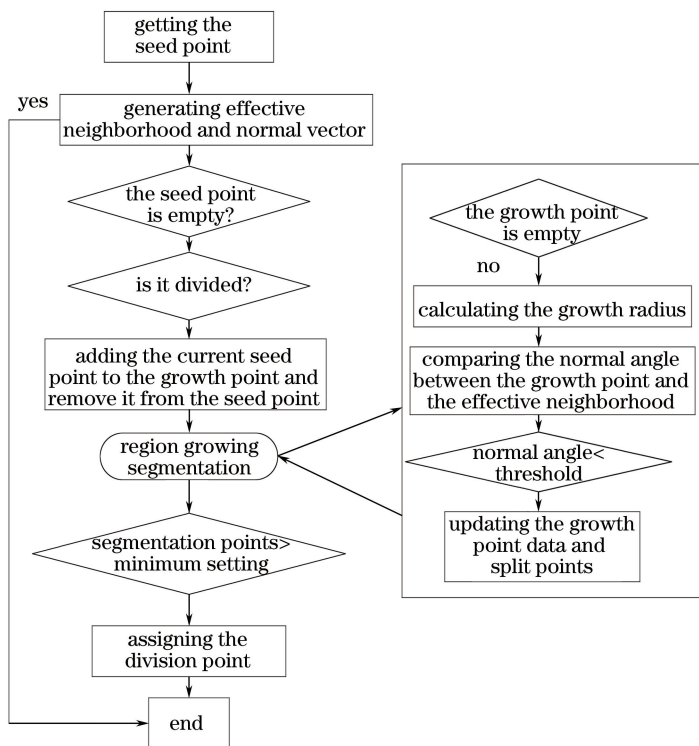 getting the
seed point
yes
generating effective
neighborhood and normal vector
the seed point
is empty?
is it divided?
adding the current seed
point to the growth point and
remove it from the seed point
region growing
segmentation
segmentation points>
minimum setting
assigning the
division point
end
the growth point
is empty
no
calculating the growth radius
comparing the normal angle
between the growth point and
the effective neighborhood
normal angle<
threshold
updating the growth
point data and
split points